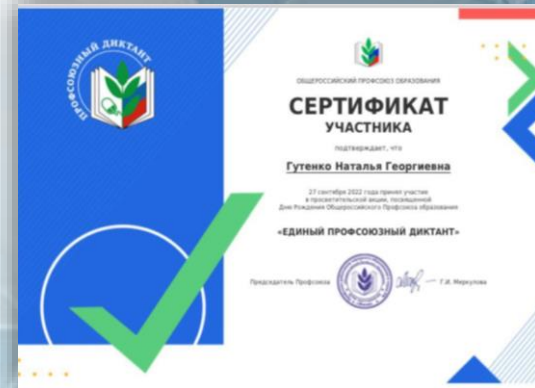 ПРОФСОЮЗНЫЙ ДИКТАНТ
ОБЩЕРОССИЙСКИЙ ПРОФСОЮЗ ОБРАЗОВАНИЯ
СЕРТИФИКАТ
УЧАСТНИКА
подтверждает, что
Гутенко Наталья Георгиевна
27 сентября 2022 года принял участие
в просветительской акции, посвященной
Дню Рождения Общероссийского Профсоюза образования
«ЕДИНЫЙ ПРОФСОЮЗНЫЙ ДИКТАНТ»
Председатель Профсоюза
Г.И. Меркулова